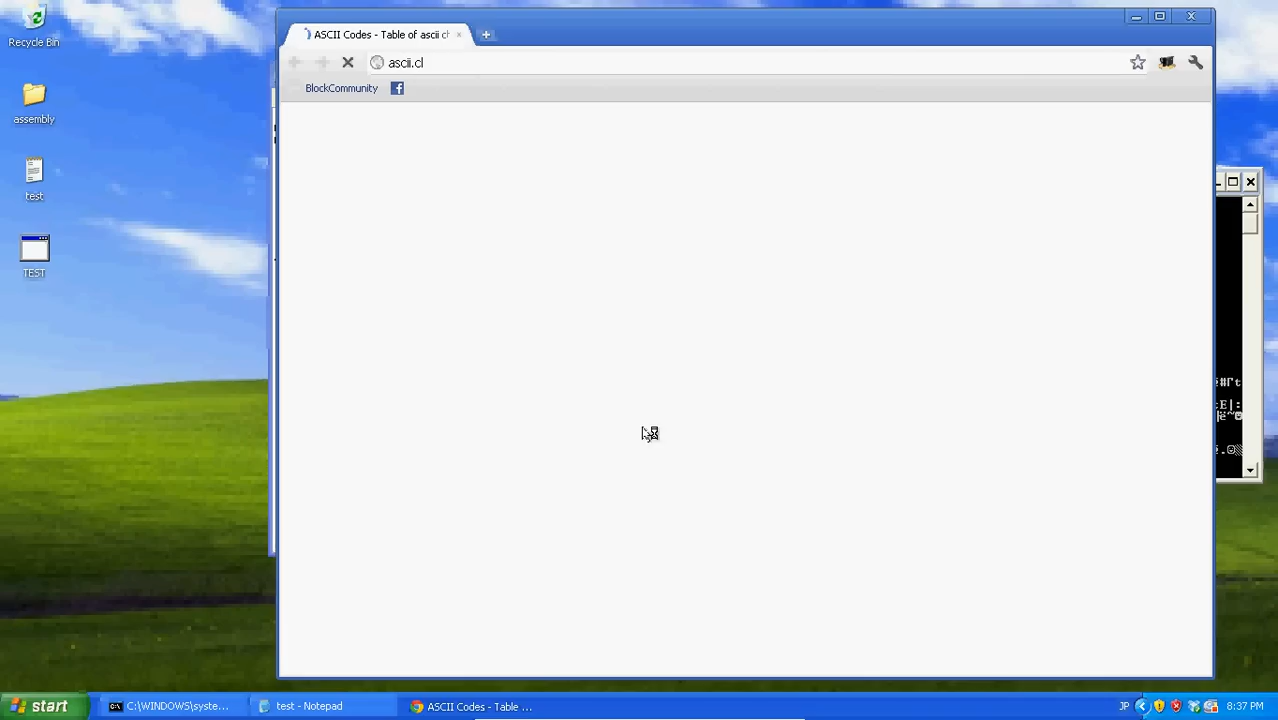 Recycle Bin
assembly
test
TEST
ASCII Codes - Table of ascii ch
ascii.cl
BlockCommunity
start
C:\WINDOWS\syste...
test - Notepad
ASCII Codes - Table ...
JP
8:37 PM